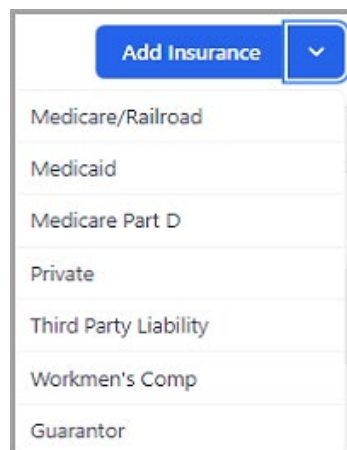 Add Insurance
Medicare/Railroad
Medicaid
Medicare Part D
Private
Third Party Liability
Workmen's Comp
Guarantor